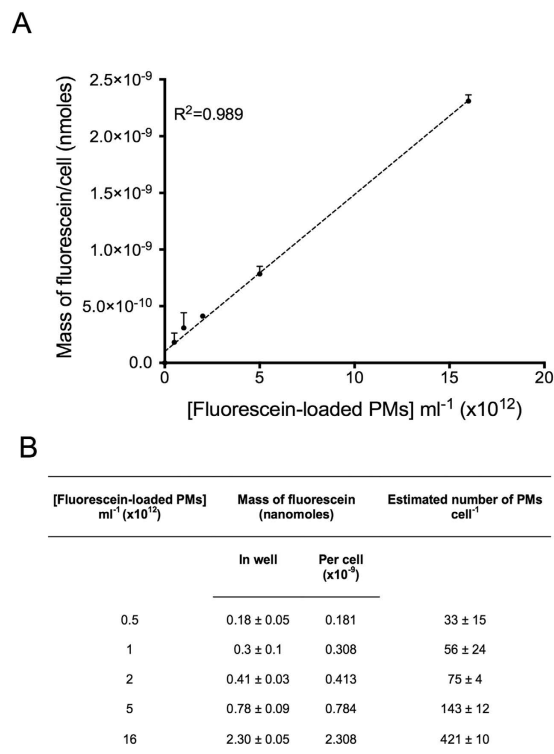 A
Mass of fluorescein/cell (nmoles)
2.5×10⁻⁹
2.0×10⁻⁹
1.5×10⁻⁹
1.0×10⁻⁹
5.0×10⁻¹⁰
0.0
R²=0.989
0 5 10 15 20
[Fluorescein-loaded PMs] ml⁻¹ (x10¹²)
B
[Fluorescein-loaded PMs] Mass of fluorescein Estimated number of PMs
ml⁻¹ (x10¹²) (nanomoles) cell⁻¹
In well Per cell
(x10⁻⁹)
0.5 0.18 ± 0.05 0.181 33 ± 15
1 0.3 ± 0.1 0.308 56 ± 24
2 0.41 ± 0.03 0.413 75 ± 4
5 0.78 ± 0.09 0.784 143 ± 12
16 2.30 ± 0.05 2.308 421 ± 10